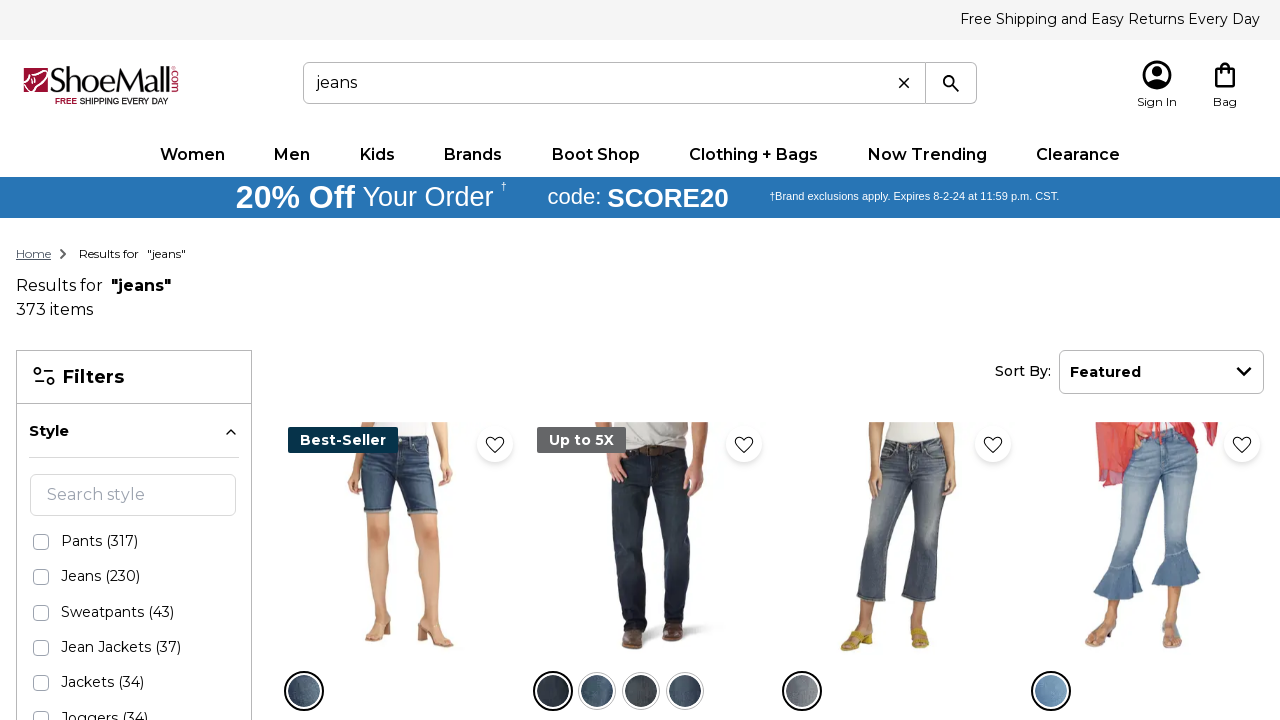 Free Shipping and Easy Returns Every Day
ShoeMall.com
FREE SHIPPING EVERY DAY
jeans
Sign In
Bag
Women
Men
Kids
Brands
Boot Shop
Clothing + Bags
Now Trending
Clearance
20% Off Your Order †
code: SCORE20
†Brand exclusions apply. Expires 8-2-24 at 11:59 p.m. CST.
Home > Results for "jeans"
Results for "jeans"
373 items
Filters
Sort By: Featured
Style
Search style
Pants (317)
Jeans (230)
Sweatpants (43)
Jean Jackets (37)
Jackets (34)
Joggers (34)
Best-Seller
Up to 5X